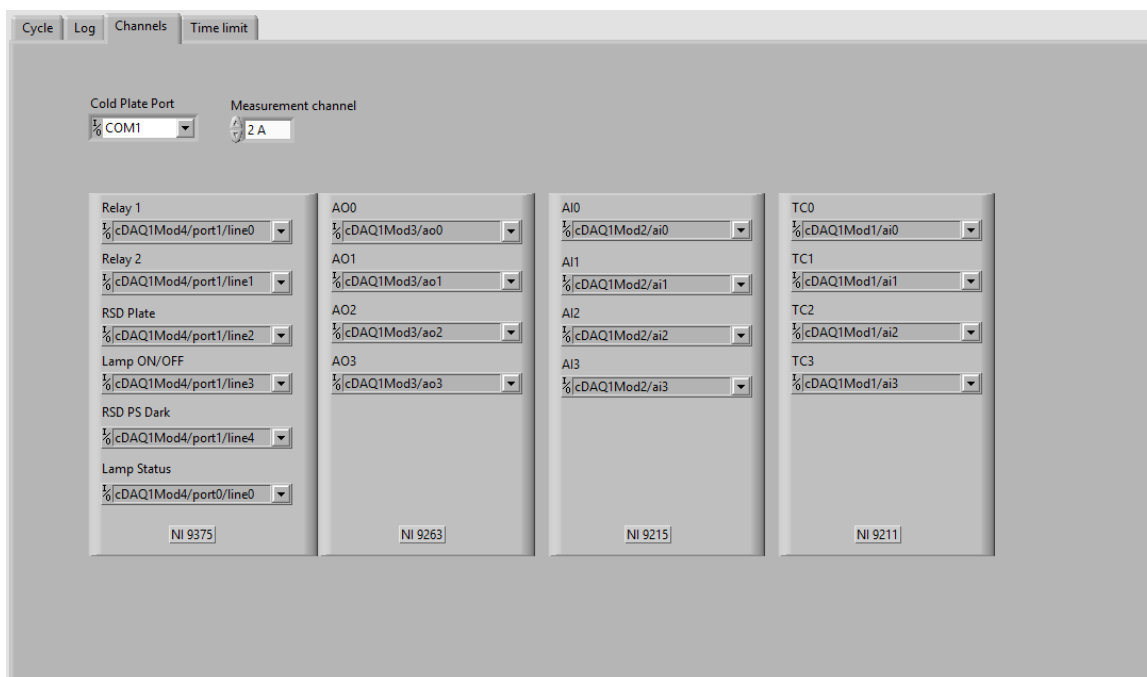 Cycle Log Channels Time limit
Cold Plate Port Measurement channel
COM1 2 A
Relay 1
cDAQ1Mod4/port1/line0
Relay 2
cDAQ1Mod4/port1/line1
RSD Plate
cDAQ1Mod4/port1/line2
Lamp ON/OFF
cDAQ1Mod4/port1/line3
RSD PS Dark
cDAQ1Mod4/port1/line4
Lamp Status
cDAQ1Mod4/port0/line0
NI 9375
AO0
cDAQ1Mod3/ao0
AO1
cDAQ1Mod3/ao1
AO2
cDAQ1Mod3/ao2
AO3
cDAQ1Mod3/ao3
NI 9263
AI0
cDAQ1Mod2/ai0
AI1
cDAQ1Mod2/ai1
AI2
cDAQ1Mod2/ai2
AI3
cDAQ1Mod2/ai3
NI 9215
TC0
cDAQ1Mod1/ai0
TC1
cDAQ1Mod1/ai1
TC2
cDAQ1Mod1/ai2
TC3
cDAQ1Mod1/ai3
NI 9211